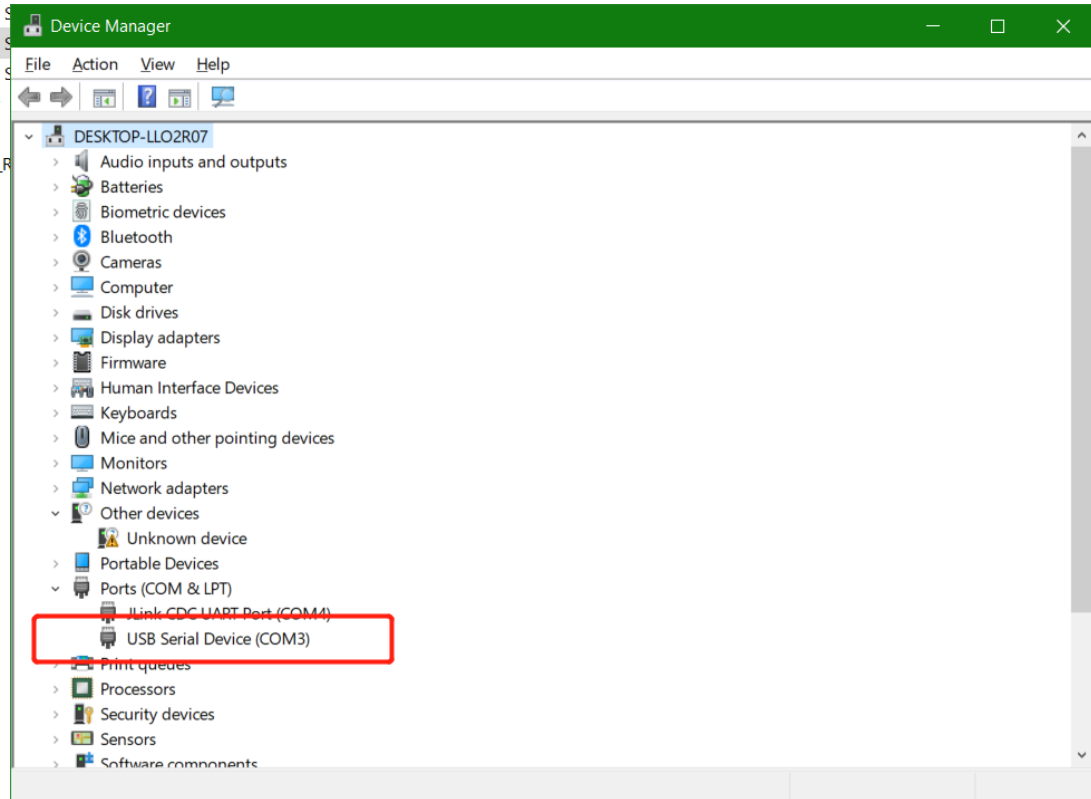 Device Manager
File Action View Help
DESKTOP-LLO2R07
Audio inputs and outputs
Batteries
Biometric devices
Bluetooth
Cameras
Computer
Disk drives
Display adapters
Firmware
Human Interface Devices
Keyboards
Mice and other pointing devices
Monitors
Network adapters
Other devices
Unknown device
Portable Devices
Ports (COM & LPT)
JLink CDC UART Port (COM4)
USB Serial Device (COM3)
Print queues
Processors
Security devices
Sensors
Software components